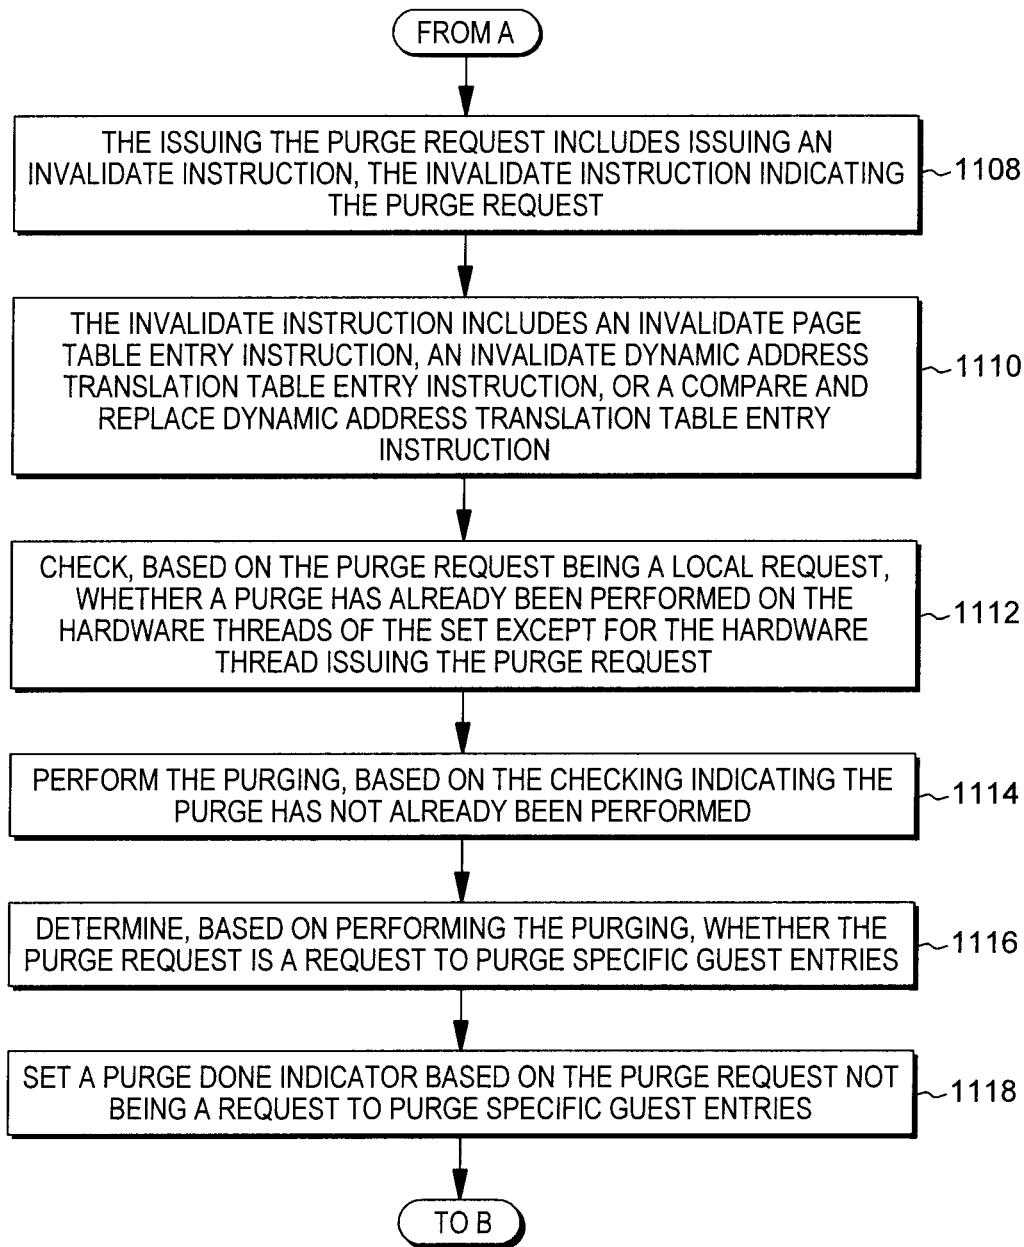 FROM A
THE ISSUING THE PURGE REQUEST INCLUDES ISSUING AN
INVALIDATE INSTRUCTION, THE INVALIDATE INSTRUCTION INDICATING
THE PURGE REQUEST
1108
THE INVALIDATE INSTRUCTION INCLUDES AN INVALIDATE PAGE
TABLE ENTRY INSTRUCTION, AN INVALIDATE DYNAMIC ADDRESS
TRANSLATION TABLE ENTRY INSTRUCTION, OR A COMPARE AND
REPLACE DYNAMIC ADDRESS TRANSLATION TABLE ENTRY
INSTRUCTION
1110
CHECK, BASED ON THE PURGE REQUEST BEING A LOCAL REQUEST,
WHETHER A PURGE HAS ALREADY BEEN PERFORMED ON THE
HARDWARE THREADS OF THE SET EXCEPT FOR THE HARDWARE
THREAD ISSUING THE PURGE REQUEST
1112
PERFORM THE PURGING, BASED ON THE CHECKING INDICATING THE
PURGE HAS NOT ALREADY BEEN PERFORMED
1114
DETERMINE, BASED ON PERFORMING THE PURGING, WHETHER THE
PURGE REQUEST IS A REQUEST TO PURGE SPECIFIC GUEST ENTRIES
1116
SET A PURGE DONE INDICATOR BASED ON THE PURGE REQUEST NOT
BEING A REQUEST TO PURGE SPECIFIC GUEST ENTRIES
1118
TO B